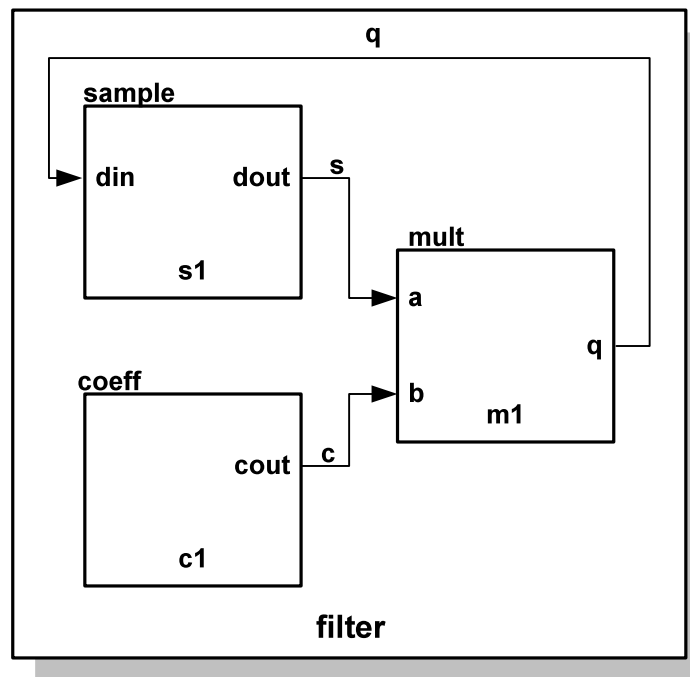 q
sample
din
dout
s
s1
mult
a
q
b
m1
coeff
cout
c
c1
filter